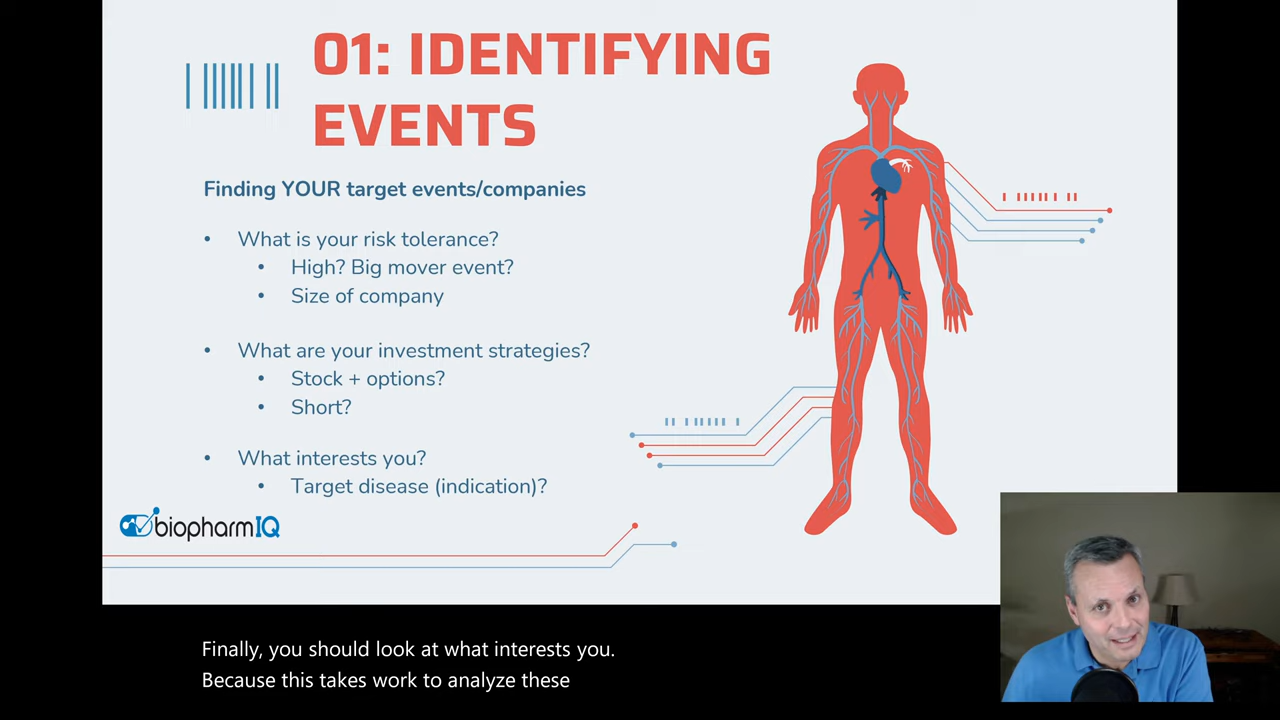 01: IDENTIFYING
EVENTS
Finding YOUR target events/companies
• What is your risk tolerance?
• High? Big mover event?
• Size of company
• What are your investment strategies?
• Stock + options?
• Short?
• What interests you?
• Target disease (indication)?
biopharmIQ
Finally, you should look at what interests you.
Because this takes work to analyze these